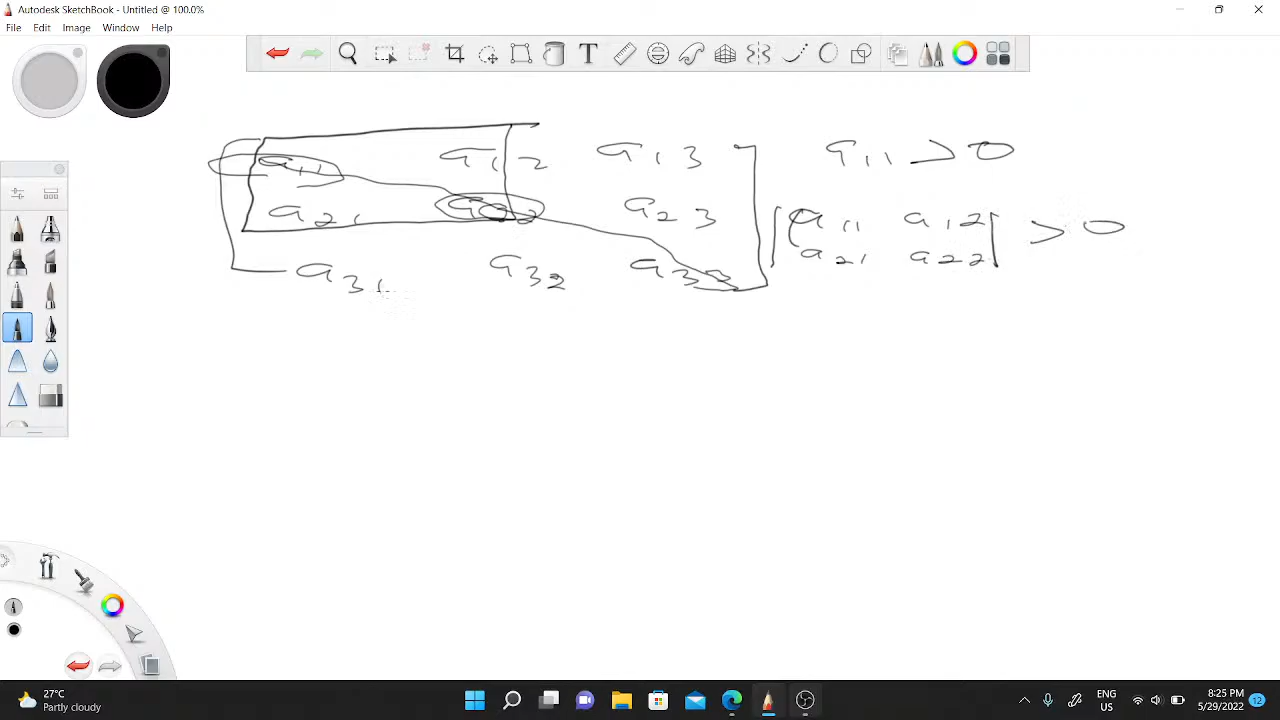 Autodesk SketchBook - Untitled @ 100.0%
File Edit Image Window Help
T
a11 a12 a13 a11 > 0
a21 a22 a23 | a11 a12 | > 0
a21 a22
a31 a32 a33
27°C
Partly cloudy
ENG
US
8:25 PM
5/29/2022
12